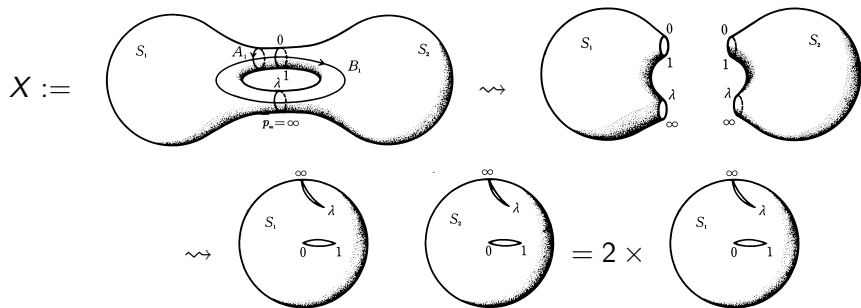 X :=
S₁ A₁ 0 1 λ p∞=∞ B₁ S₂
⇝
S₁ 0 1 λ ∞
0 1 λ ∞ S₂
⇝
∞ λ S₁ 0 1
∞ λ S₂ 0 1
= 2 ×
∞ λ S₁ 0 1